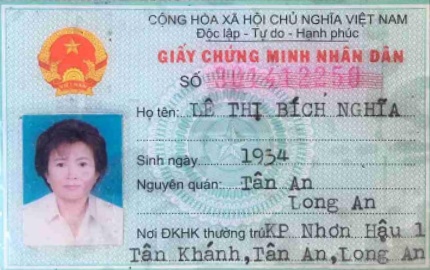 CỘNG HÒA XÃ HỘI CHỦ NGHĨA VIỆT NAM
Độc lập - Tự do - Hạnh phúc
GIẤY CHỨNG MINH NHÂN DÂN
SỐ
Họ tên: LÊ THỊ BÍCH NGHĨA
Sinh ngày 1954
Nguyên quán: Tân An
Long An
Nơi ĐKHK thường trú KP Nhơn Hậu 1
Tân Khánh, Tân An, Long An